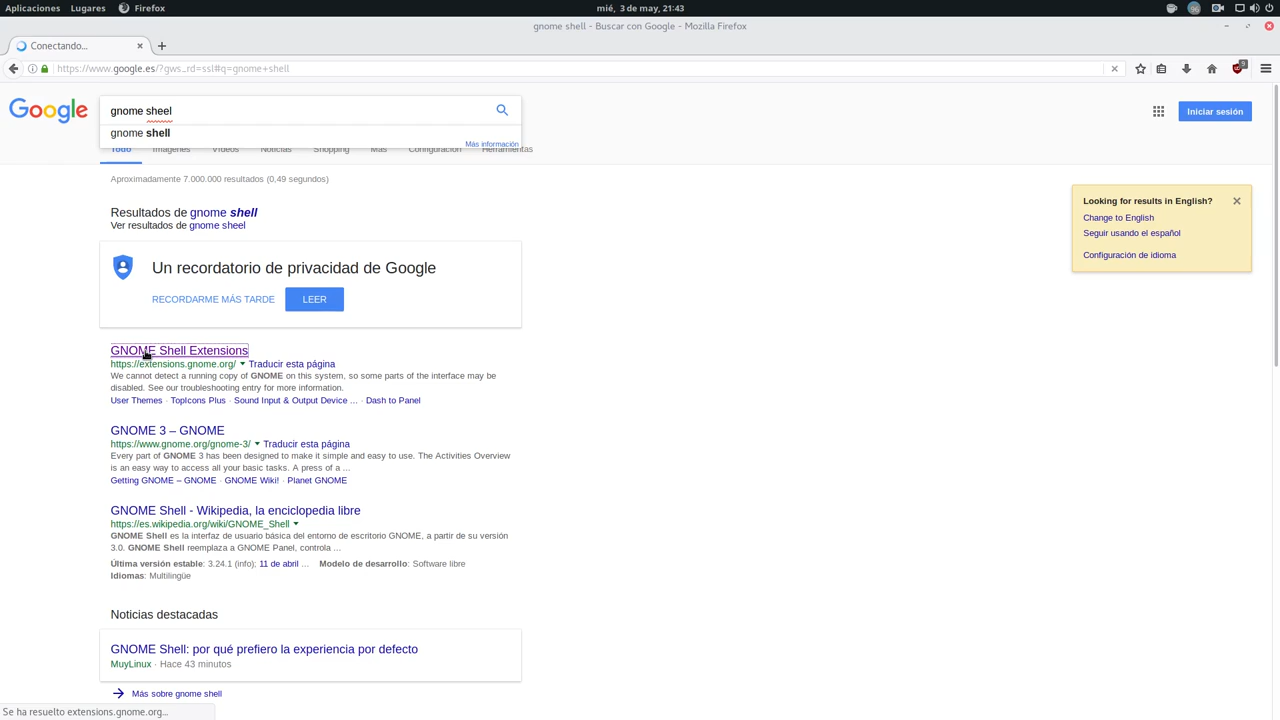 Aplicaciones Lugares Firefox mié, 3 de may, 21:43
gnome shell - Buscar con Google - Mozilla Firefox
Conectando...
https://www.google.es/?gws_rd=ssl#q=gnome+shell
9
Google gnome sheel Iniciar sesión
gnome shell
Más información
Todo Imágenes Vídeos Noticias Shopping Más Configuración Herramientas
Aproximadamente 7.000.000 resultados (0,49 segundos)
Looking for results in English?
Change to English
Seguir usando el español
Configuración de idioma
Resultados de gnome shell
Ver resultados de gnome sheel
Un recordatorio de privacidad de Google
RECORDARME MÁS TARDE LEER
GNOME Shell Extensions
https://extensions.gnome.org/ Traducir esta página
We cannot detect a running copy of GNOME on this system, so some parts of the interface may be
disabled. See our troubleshooting entry for more information.
User Themes · TopIcons Plus · Sound Input & Output Device ... · Dash to Panel
GNOME 3 – GNOME
https://www.gnome.org/gnome-3/ Traducir esta página
Every part of GNOME 3 has been designed to make it simple and easy to use. The Activities Overview
is an easy way to access all your basic tasks. A press of a ...
Getting GNOME – GNOME · GNOME Wiki! · Planet GNOME
GNOME Shell - Wikipedia, la enciclopedia libre
https://es.wikipedia.org/wiki/GNOME_Shell
GNOME Shell es la interfaz de usuario básica del entorno de escritorio GNOME, a partir de su versión
3.0. GNOME Shell reemplaza a GNOME Panel, controla ...
Última versión estable: 3.24.1 (info); 11 de abril ... Modelo de desarrollo: Software libre
Idiomas: Multilingüe
Noticias destacadas
GNOME Shell: por qué prefiero la experiencia por defecto
MuyLinux · Hace 43 minutos
Más sobre gnome shell
Se ha resuelto extensions.gnome.org...